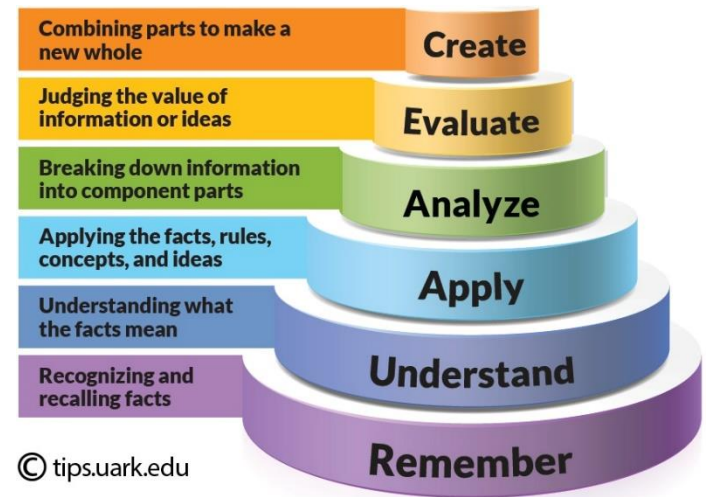 Combining parts to make a
new whole
Create
Judging the value of
information or ideas
Evaluate
Breaking down information
into component parts
Analyze
Applying the facts, rules,
concepts, and ideas
Apply
Understanding what
the facts mean
Understand
Recognizing and
recalling facts
Remember
© tips.uark.edu